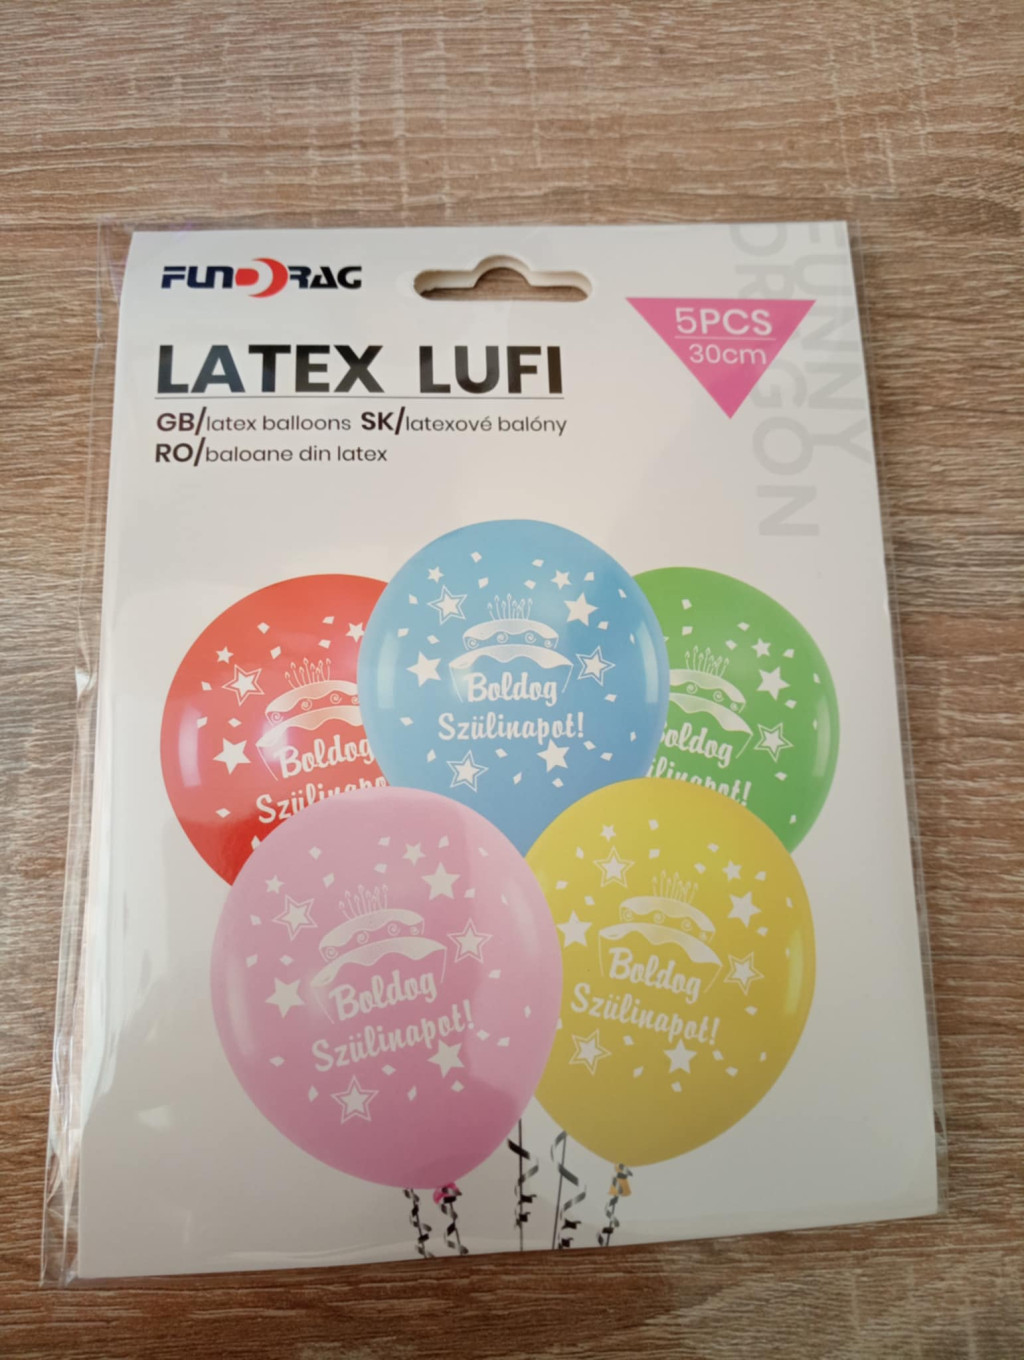 FUNDRAG
LATEX LUFI
GB/latex balloons SK/latexové balóny
RO/baloane din latex
5PCS
30cm
FUNNY
DRAGON
Boldog
Szülinapot!
Boldog
Boldog
Boldog
Szülinapot!
Boldog
Szülinapot!